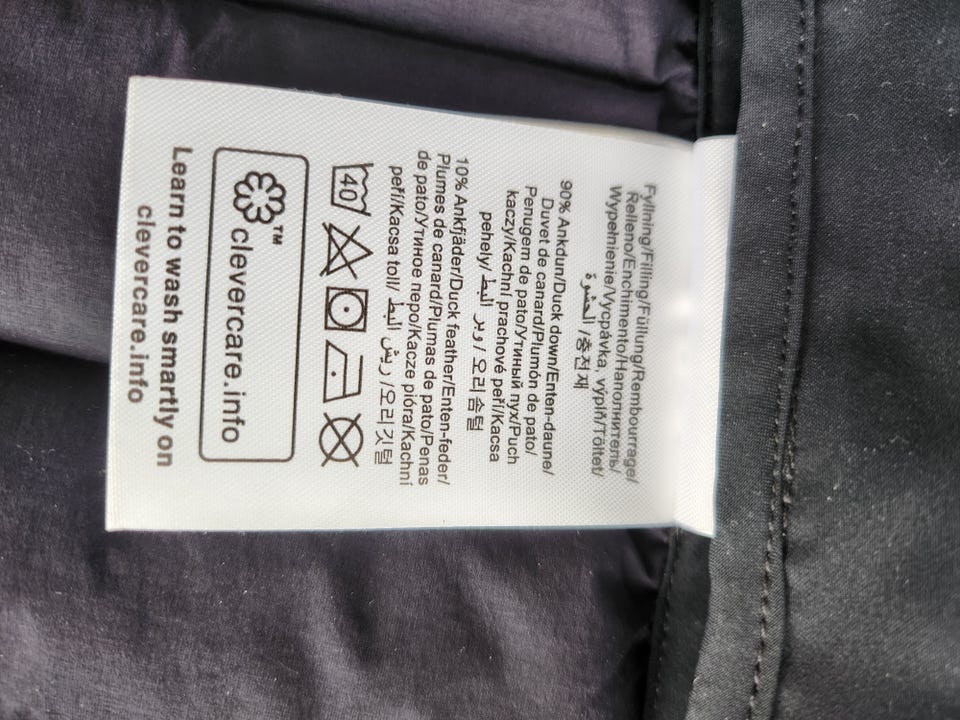 Fyllning/Filling/Füllung/Rembourrage/
Relleno/Enchimento/Наполнитель/
Wypełnienie/Vycpávka, výplň/Töltet/
الحشوة /충전재
90% Ankdun/Duck down/Enten-daune/
Duvet de canard/Plumón de pato/
Penugem de pato/Утиный пух/Puch
kaczy/Kachní prachové peří/Kacsa
pehely/ وبر البط / 오리솜털
10% Ankfjäder/Duck feather/Enten-feder/
Plumes de canard/Plumas de pato/Penas
de pato/Утиное перо/Kacze pióra/Kachní
peří/Kacsa toll/ ريش البط /오리깃털
40
clevercare.info™
Learn to wash smartly on
clevercare.info